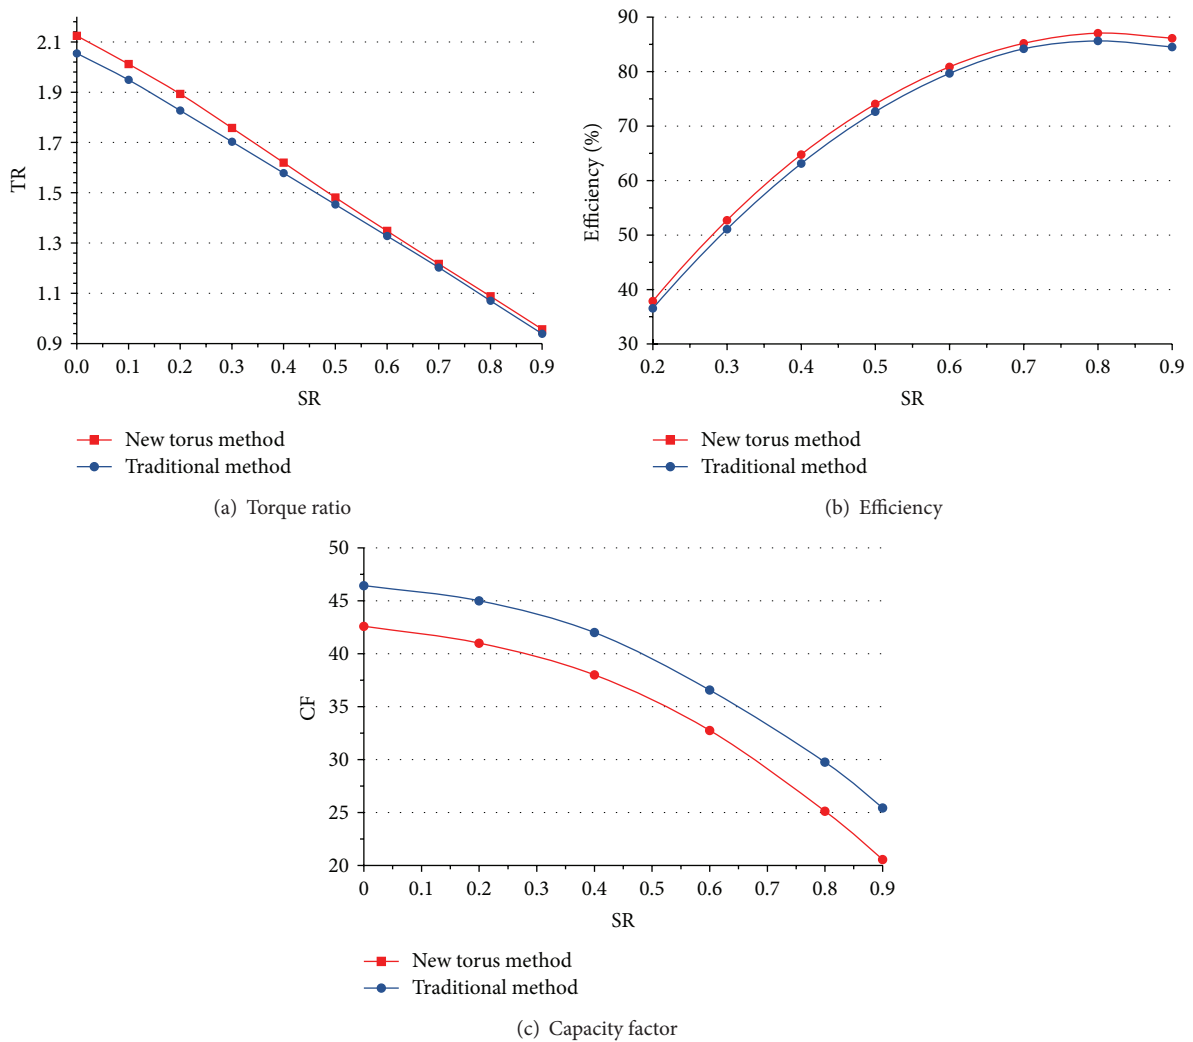 2.1
1.9
1.7
1.5
1.3
1.1
0.9
TR
0.0 0.1 0.2 0.3 0.4 0.5 0.6 0.7 0.8 0.9
SR
New torus method
Traditional method
(a) Torque ratio
90
80
70
60
50
40
30
Efficiency (%)
0.2 0.3 0.4 0.5 0.6 0.7 0.8 0.9
SR
New torus method
Traditional method
(b) Efficiency
50
45
40
35
30
25
20
CF
0 0.1 0.2 0.3 0.4 0.5 0.6 0.7 0.8 0.9
SR
New torus method
Traditional method
(c) Capacity factor